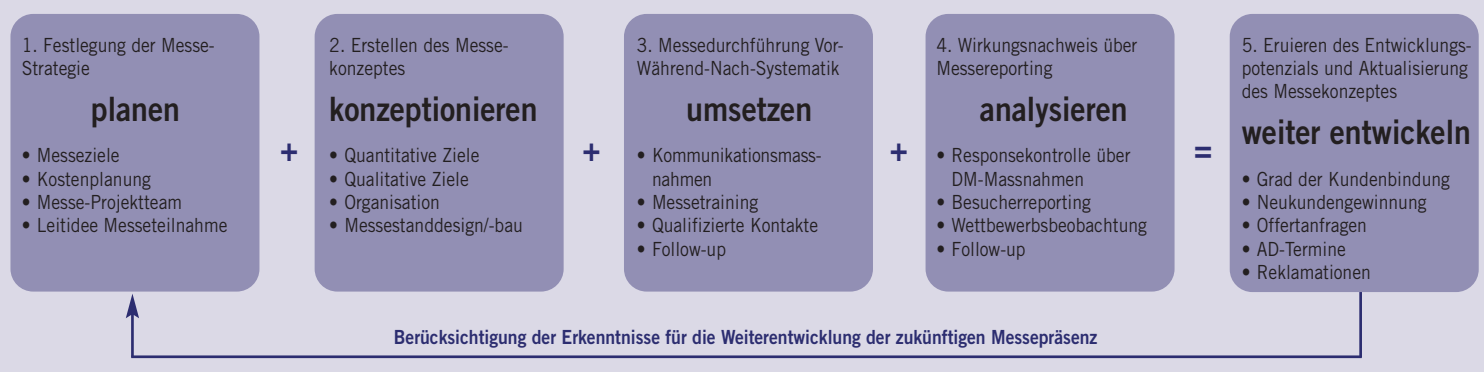 1. Festlegung der Messe-
Strategie
planen
• Messeziele
• Kostenplanung
• Messe-Projektteam
• Leitidee Messeteilnahme
+
2. Erstellen des Messe-
konzeptes
konzeptionieren
• Quantitative Ziele
• Qualitative Ziele
• Organisation
• Messestanddesign/-bau
+
3. Messedurchführung Vor-
Während-Nach-Systematik
umsetzen
• Kommunikationsmass-
nahmen
• Messetraining
• Qualifizierte Kontakte
• Follow-up
+
4. Wirkungsnachweis über
Messereporting
analysieren
• Responsekontrolle über
DM-Massnahmen
• Besucherreporting
• Wettbewerbsbeobachtung
• Follow-up
=
5. Eruieren des Entwicklungs-
potenzials und Aktualisierung
des Messekonzeptes
weiter entwickeln
• Grad der Kundenbindung
• Neukundengewinnung
• Offertanfragen
• AD-Termine
• Reklamationen
Berücksichtigung der Erkenntnisse für die Weiterentwicklung der zukünftigen Messepräsenz